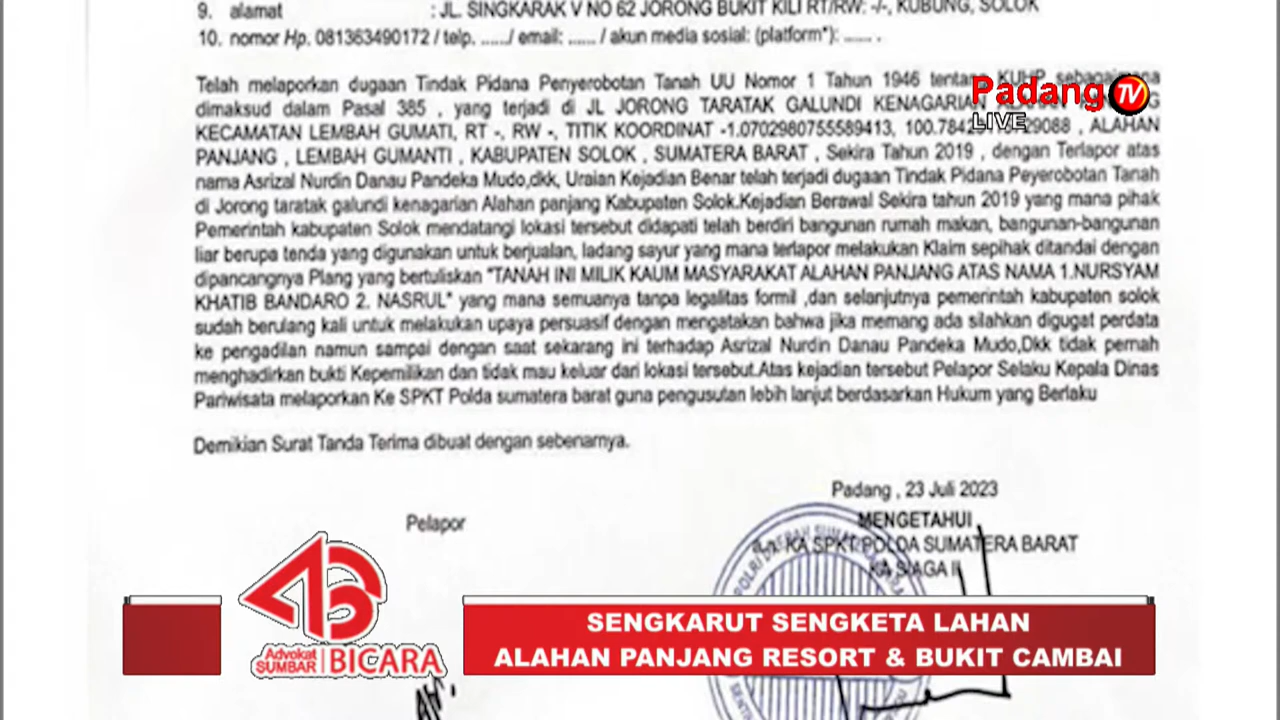 9. alamat : JL. SINGKARAK V NO 62 JORONG BUKIT KILI RT/RW: -/-, KUBUNG, SOLOK
10. nomor Hp. 081363490172 / telp. ....../ email: ...... / akun media sosial: (platform*): ...... .
Telah melaporkan dugaan Tindak Pidana Penyerobotan Tanah UU Nomor 1 Tahun 1946 tentang KUHP sebagaimana
dimaksud dalam Pasal 385 , yang terjadi di JL JORONG TARATAK GALUNDI KENAGARIAN
KECAMATAN LEMBAH GUMATI, RT -. RW -, TITIK KOORDINAT -1.0702980755589413, , ALAHAN
PANJANG , LEMBAH GUMANTI , KABUPATEN SOLOK , SUMATERA BARAT , Sekira Tahun 2019 , dengan Terlapor atas
nama Asrizal Nurdin Danau Pandeka Mudo,dkk, Uraian Kejadian Benar telah terjadi dugaan Tindak Pidana Peyerobotan Tanah
di Jorong taratak galundi kenagarian Alahan panjang Kabupaten Solok.Kejadian Berawal Sekira tahun 2019 yang mana pihak
Pemerintah kabupaten Solok mendatangi lokasi tersebut didapati telah berdiri bangunan rumah makan, bangunan-bangunan
liar berupa tenda yang digunakan untuk berjualan, ladang sayur yang mana terlapor melakukan Klaim sepihak ditandai dengan
dipancangnya Plang yang bertuliskan "TANAH INI MILIK KAUM MASYARAKAT ALAHAN PANJANG ATAS NAMA 1.NURSYAM
KHATIB BANDARO 2. NASRUL" yang mana semuanya tanpa legalitas formil ,dan selanjutnya pemerintah kabupaten solok
sudah berulang kali untuk melakukan upaya persuasif dengan mengatakan bahwa jika memang ada silahkan digugat perdata
ke pengadilan namun sampai dengan saat sekarang ini terhadap Asrizal Nurdin Danau Pandeka Mudo,Dkk tidak pernah
menghadirkan bukti Kepemilikan dan tidak mau keluar dari lokasi tersebut.Atas kejadian tersebut Pelapor Selaku Kepala Dinas
Pariwisata melaporkan Ke SPKT Polda sumatera barat guna pengusutan lebih lanjut berdasarkan Hukum yang Berlaku
Demikian Surat Tanda Terima dibuat dengan sebenarnya.
Padang , 23 Juli 2023
Pelapor
MENGETAHUI
KA SPKT POLDA SUMATERA BARAT
KA SIAGA II
Padang TV
LIVE
Advokat
SUMBAR BICARA
SENGKARUT SENGKETA LAHAN
ALAHAN PANJANG RESORT & BUKIT CAMBAI